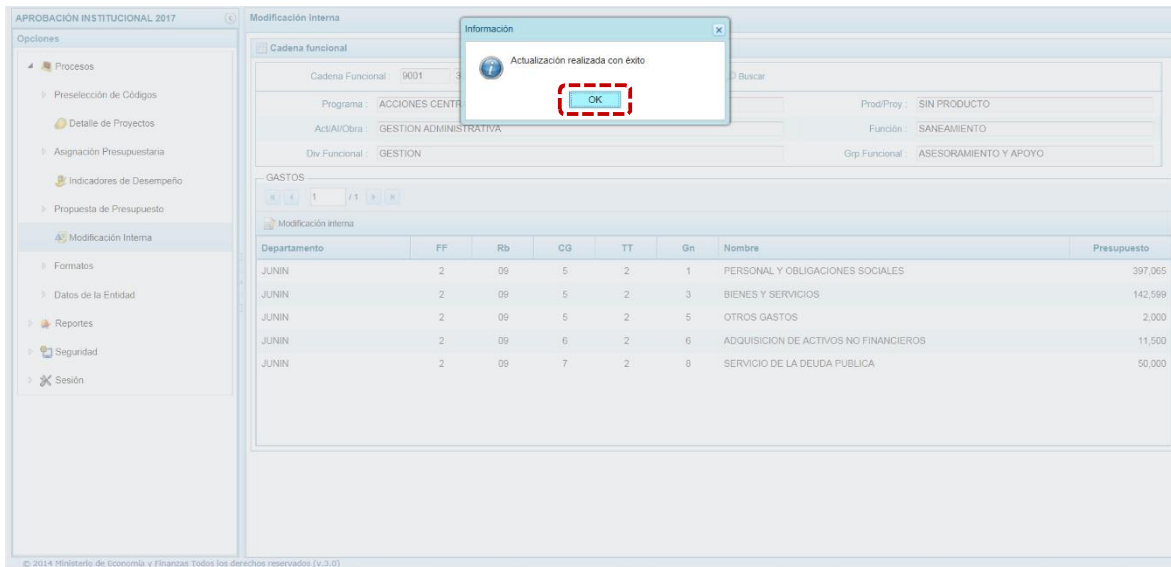 APROBACIÓN INSTITUCIONAL 2017
Opciones
Procesos
Preselección de Códigos
Detalle de Proyectos
Asignación Presupuestaria
Indicadores de Desempeño
Propuesta de Presupuesto
Modificación Interna
Formatos
Datos de la Entidad
Reportes
Seguridad
Sesión
Modificación Interna
Información
Actualización realizada con éxito
OK
Cadena funcional
Cadena Funcional : 9001 3 Buscar
Programa : ACCIONES CENTR Prod/Proy : SIN PRODUCTO
Acti/AI/Obra : GESTION ADMINISTRATIVA Función : SANEAMIENTO
Div Funcional : GESTION Grp Funcional : ASESORAMIENTO Y APOYO
GASTOS
1 / 1
Modificación interna
Departamento FF Rb CG TT Gn Nombre Presupuesto
JUNIN 2 09 5 2 1 PERSONAL Y OBLIGACIONES SOCIALES 397,065
JUNIN 2 09 5 2 3 BIENES Y SERVICIOS 142,599
JUNIN 2 09 5 2 5 OTROS GASTOS 2,000
JUNIN 2 09 6 2 6 ADQUISICION DE ACTIVOS NO FINANCIEROS 11,500
JUNIN 2 09 7 2 8 SERVICIO DE LA DEUDA PUBLICA 50,000
© 2014 Ministerio de Economía y Finanzas Todos los derechos reservados (v.3.0)